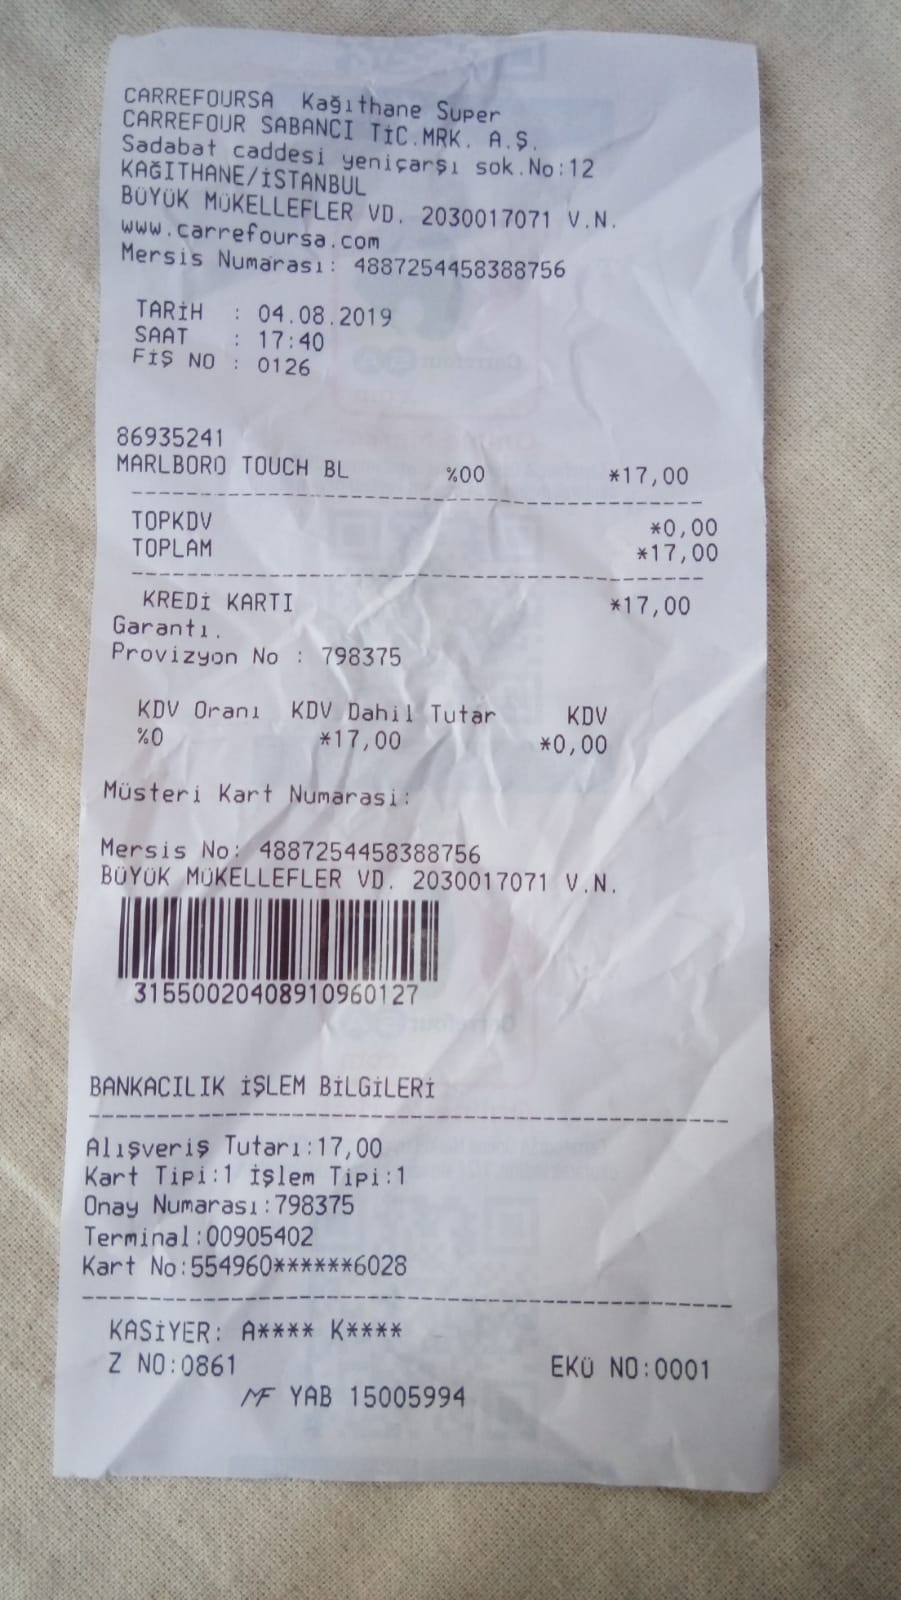 CARREFOURSA Kağıthane Super
CARREFOUR SABANCI TİC.MRK. A.Ş.
Sadabat caddesi yeniçarşı sok.No:12
KAĞITHANE/İSTANBUL
BÜYÜK MÜKELLEFLER VD. 2030017071 V.N.
www.carrefoursa.com
Mersis Numarası: 4887254458388756
TARİH : 04.08.2019
SAAT : 17:40
FİŞ NO : 0126
86935241
MARLBORO TOUCH BL %00 *17,00
TOPKDV *0,00
TOPLAM *17,00
KREDİ KARTI *17,00
Garantı.
Provizyon No : 798375
KDV Oranı KDV Dahil Tutar KDV
%0 *17,00 *0,00
Müsteri Kart Numarasi:
Mersis No: 4887254458388756
BÜYÜK MÜKELLEFLER VD. 2030017071 V.N.
31550020408910960127
BANKACILIK İŞLEM BİLGİLERİ
Alışveriş Tutarı:17,00
Kart Tipi:1 İşlem Tipi:1
Onay Numarası:798375
Terminal:00905402
Kart No:554960******6028
KASİYER: A**** K****
Z NO:0861 EKÜ NO:0001
MF YAB 15005994